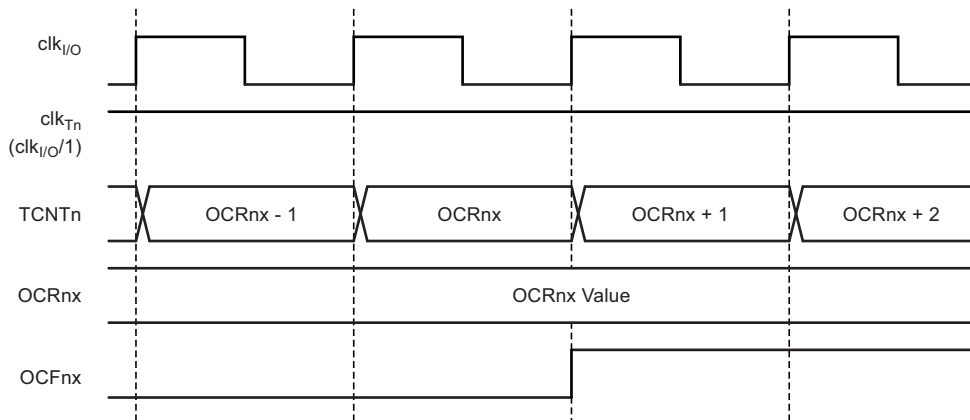 clkI/O
clkTn
(clkI/O/1)
TCNTn OCRnx - 1 OCRnx OCRnx + 1 OCRnx + 2
OCRnx OCRnx Value
OCFnx